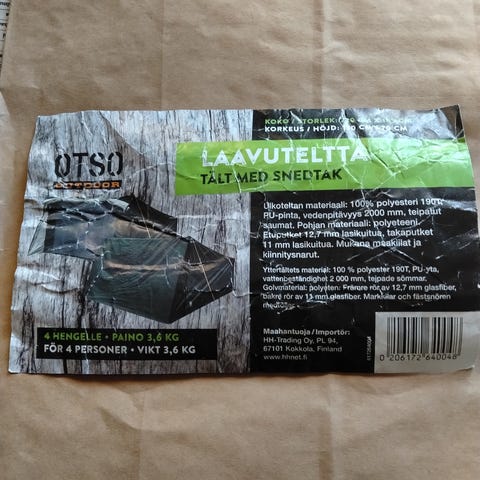 OTSO
OUTDOOR
4 HENGELLE • PAINO 3,6 KG
FÖR 4 PERSONER • VIKT 3,6 KG
KOKO / STORLEK:
KORKEUS / HÖJD:
LAAVUTELTTA
TÄLT MED SNEDTAK
Ulkoteltan materiaali: 100% polyesteri 190T,
PU-pinta, vedenpitävyys 2000 mm, teipatut
saumat. Pohjan materiaali: polyeteeni.
Etuputket 12,7 mm lasikuitua, takaputket
11 mm lasikuitua. Mukana maakiilat ja
kiinnitysnarut.
Yttertältets material: 100 % polyester 190T, PU-yta,
vattenbeständighet 2 000 mm, tejpade sömmar.
Golvmaterial: polyeten. Främre rör av 12,7 mm glasfiber,
bakre rör av 11 mm glasfiber. Markkilar och fästsnören
Maahantuoja / Importör:
HH-Trading Oy, PL 94,
67101 Kokkola, Finland
www.hhnet.fi
0 206172 640048